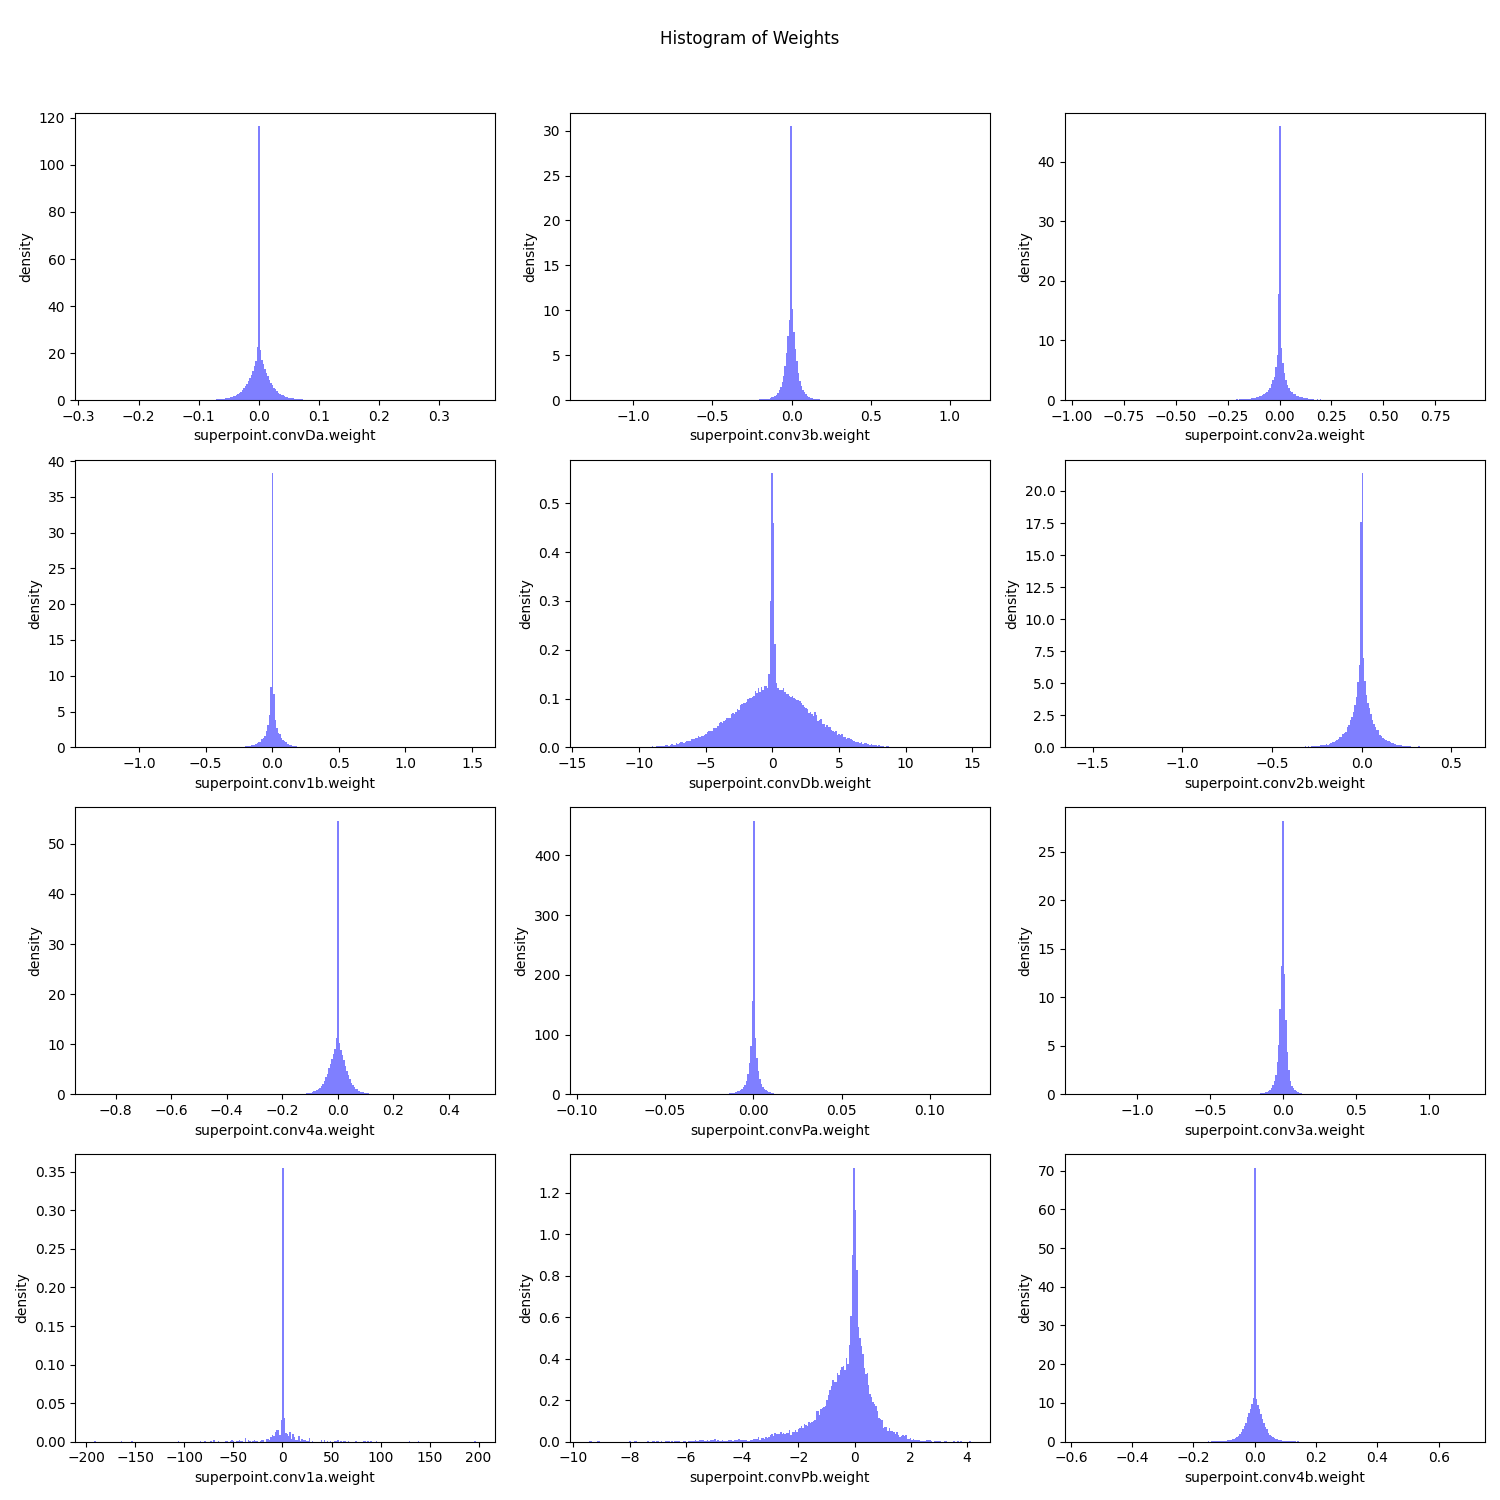 Histogram of Weights
120
100
80
60
40
20
0
density
−0.3 −0.2 −0.1 0.0 0.1 0.2 0.3
superpoint.convDa.weight
30
25
20
15
10
5
0
density
−1.0 −0.5 0.0 0.5 1.0
superpoint.conv3b.weight
40
30
20
10
0
density
−1.00 −0.75 −0.50 −0.25 0.00 0.25 0.50 0.75
superpoint.conv2a.weight
40
35
30
25
20
15
10
5
0
density
−1.0 −0.5 0.0 0.5 1.0 1.5
superpoint.conv1b.weight
0.5
0.4
0.3
0.2
0.1
0.0
density
−15 −10 −5 0 5 10 15
superpoint.convDb.weight
20.0
17.5
15.0
12.5
10.0
7.5
5.0
2.5
0.0
density
−1.5 −1.0 −0.5 0.0 0.5
superpoint.conv2b.weight
50
40
30
20
10
0
density
−0.8 −0.6 −0.4 −0.2 0.0 0.2 0.4
superpoint.conv4a.weight
400
300
200
100
0
density
−0.10 −0.05 0.00 0.05 0.10
superpoint.convPa.weight
25
20
15
10
5
0
density
−1.0 −0.5 0.0 0.5 1.0
superpoint.conv3a.weight
0.35
0.30
0.25
0.20
0.15
0.10
0.05
0.00
density
−200 −150 −100 −50 0 50 100 150 200
superpoint.conv1a.weight
1.2
1.0
0.8
0.6
0.4
0.2
0.0
density
−10 −8 −6 −4 −2 0 2 4
superpoint.convPb.weight
70
60
50
40
30
20
10
0
density
−0.6 −0.4 −0.2 0.0 0.2 0.4 0.6
superpoint.conv4b.weight